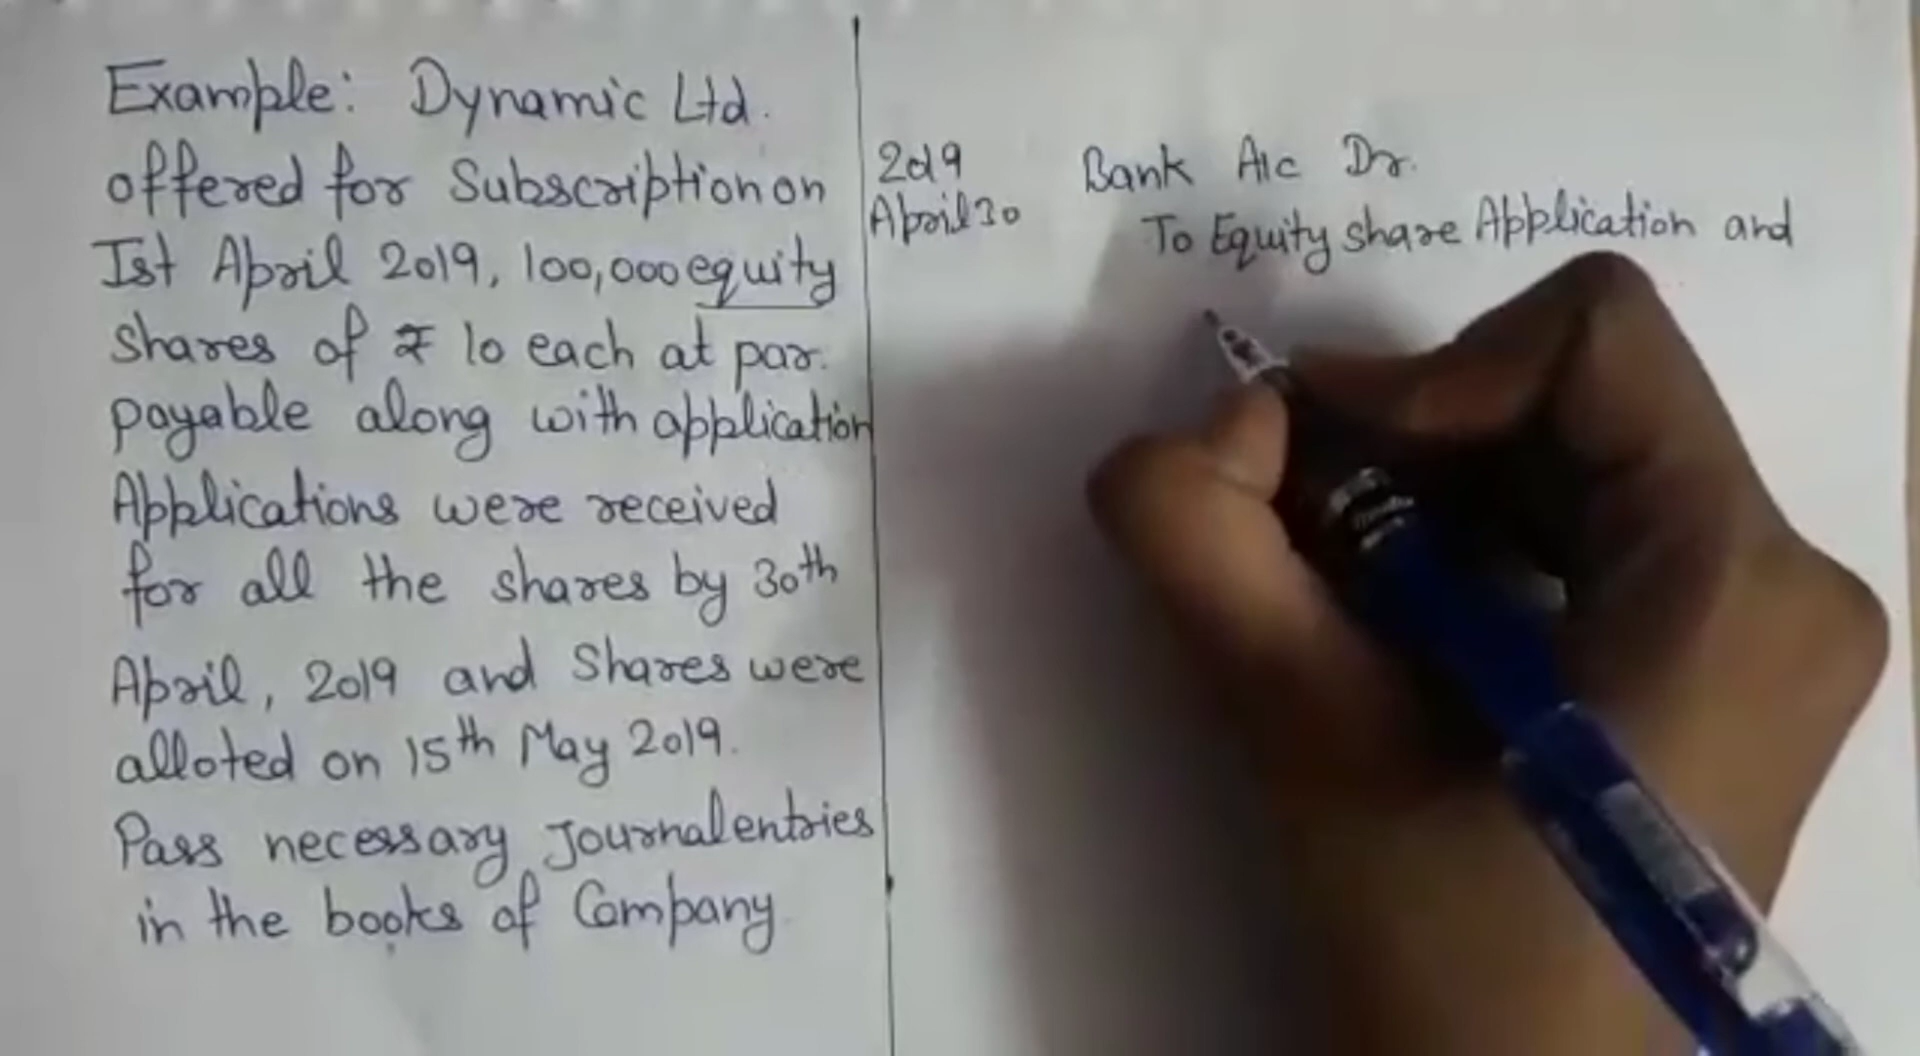 Example: Dynamic Ltd.
offered for Subscription on
Ist April 2019, 100,000 equity
shares of ₹ 10 each at par.
payable along with application
Applications were received
for all the shares by 30th
April, 2019 and Shares were
alloted on 15th May 2019.
Pass necessary Journal entries
in the books of Company
2019
April 30
Bank A/c Dr.
To Equity share Application and